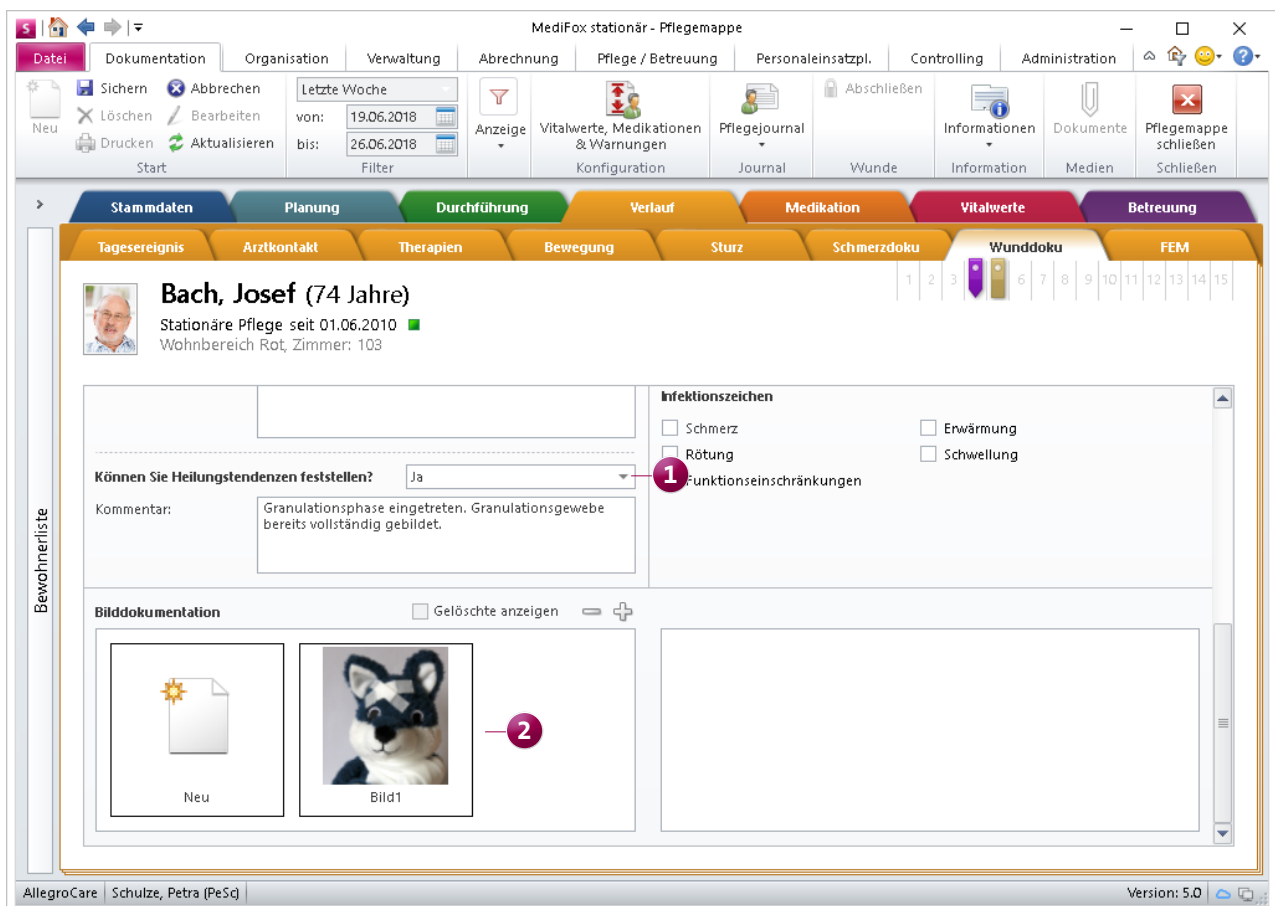 S
MediFox stationär - Pflegemappe
Datei Dokumentation Organisation Verwaltung Abrechnung Pflege / Betreuung Personaleinsatzpl. Controlling Administration
Neu
Sichern Abbrechen
Löschen Bearbeiten
Drucken Aktualisieren
Start
Letzte Woche
von: 19.06.2018
bis: 26.06.2018
Filter
Anzeige
Vitalwerte, Medikationen
& Warnungen
Konfiguration
Pflegejournal
Journal
Abschließen
Wunde
Informationen
Information
Dokumente
Medien
Pflegemappe
schließen
Schließen
Stammdaten Planung Durchführung Verlauf Medikation Vitalwerte Betreuung
Tagesereignis Arztkontakt Therapien Bewegung Sturz Schmerzdoku Wunddoku FEM
1 2 3 6 7 8 9 10 11 12 13 14 15
Bewohnerliste
Bach, Josef (74 Jahre)
Stationäre Pflege seit 01.06.2010
Wohnbereich Rot, Zimmer: 103
Können Sie Heilungstendenzen feststellen? Ja
1
Kommentar: Granulationsphase eingetreten. Granulationsgewebe
bereits vollständig gebildet.
Infektionszeichen
Schmerz Erwärmung
Rötung Schwellung
Funktionseinschränkungen
Bilddokumentation Gelöschte anzeigen
Neu Bild1
2
AllegroCare Schulze, Petra (PeSc) Version: 5.0